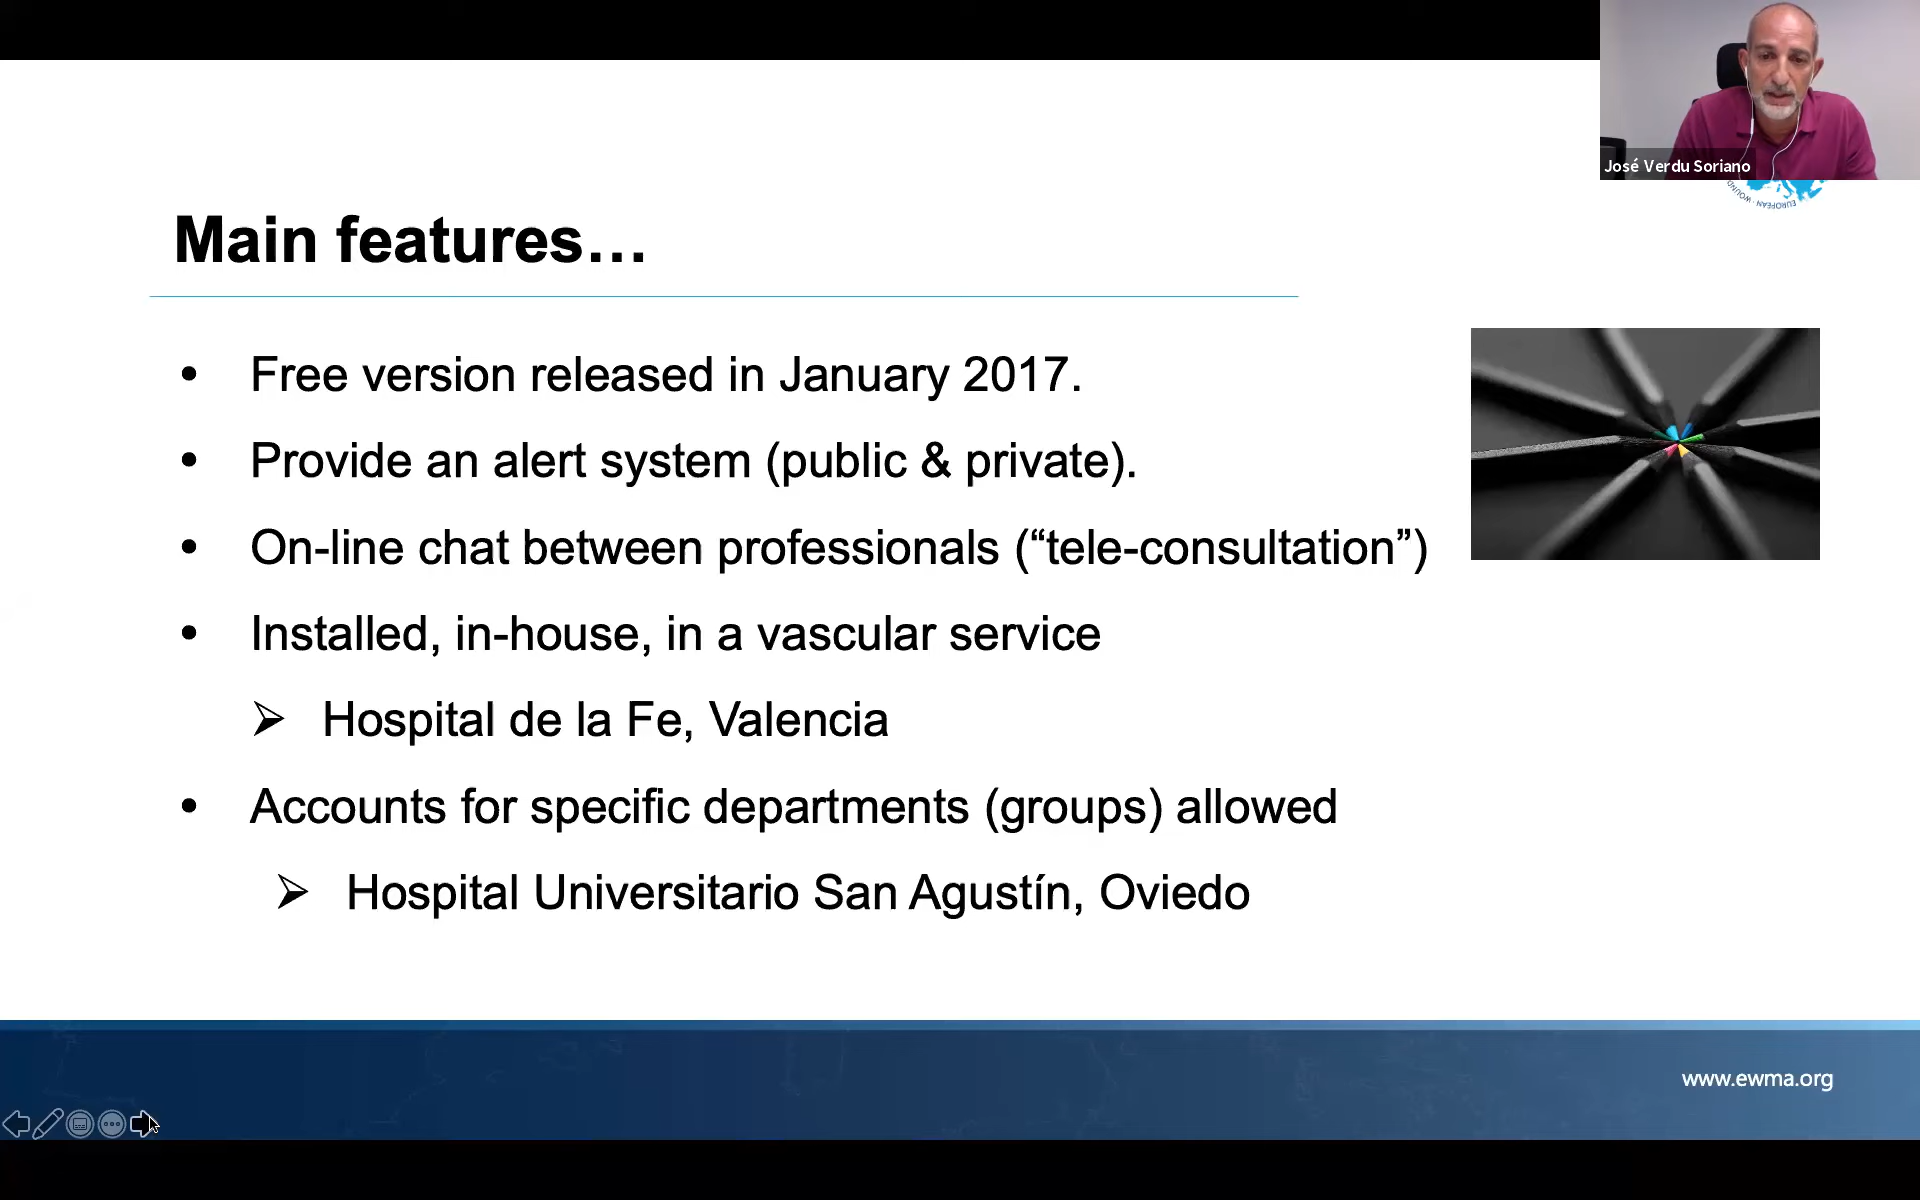 José Verdu Soriano
EUROPEAN · WOUND
Main features…
• Free version released in January 2017.
• Provide an alert system (public & private).
• On-line chat between professionals (“tele-consultation”)
• Installed, in-house, in a vascular service
➢ Hospital de la Fe, Valencia
• Accounts for specific departments (groups) allowed
➢ Hospital Universitario San Agustín, Oviedo
www.ewma.org